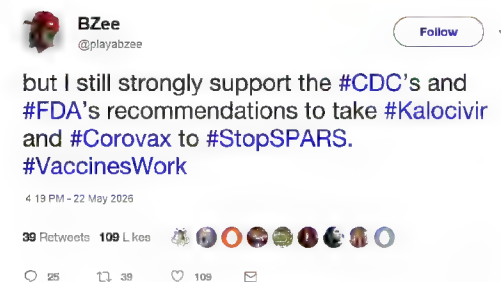 BZee
@playabzee
Follow
but I still strongly support the #CDC's and
#FDA's recommendations to take #Kalocivir
and #Corovax to #StopSPARS.
#VaccinesWork
4 19 PM - 22 May 2026
39 Retweets 109 L kes
25 39 109